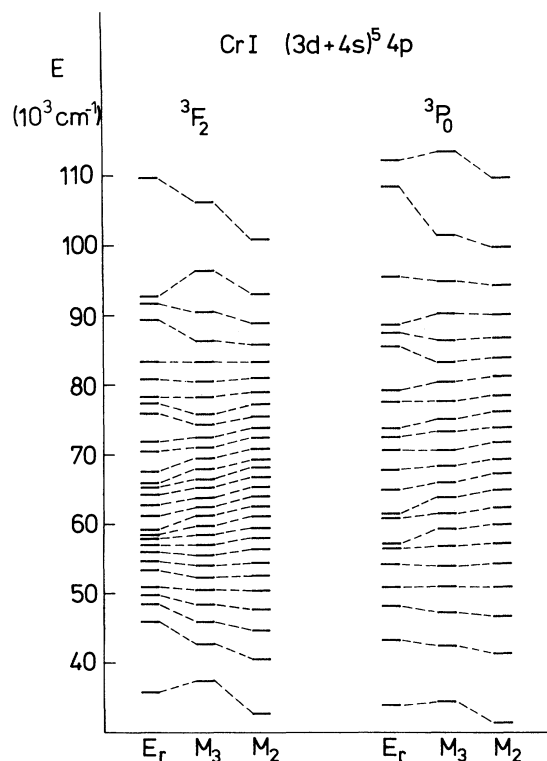 Cr I (3d+4s)⁵ 4p
E
(10³ cm⁻¹)
³F₂
³P₀
110
100
90
80
70
60
50
40
Eᵣ M₃ M₂ Eᵣ M₃ M₂